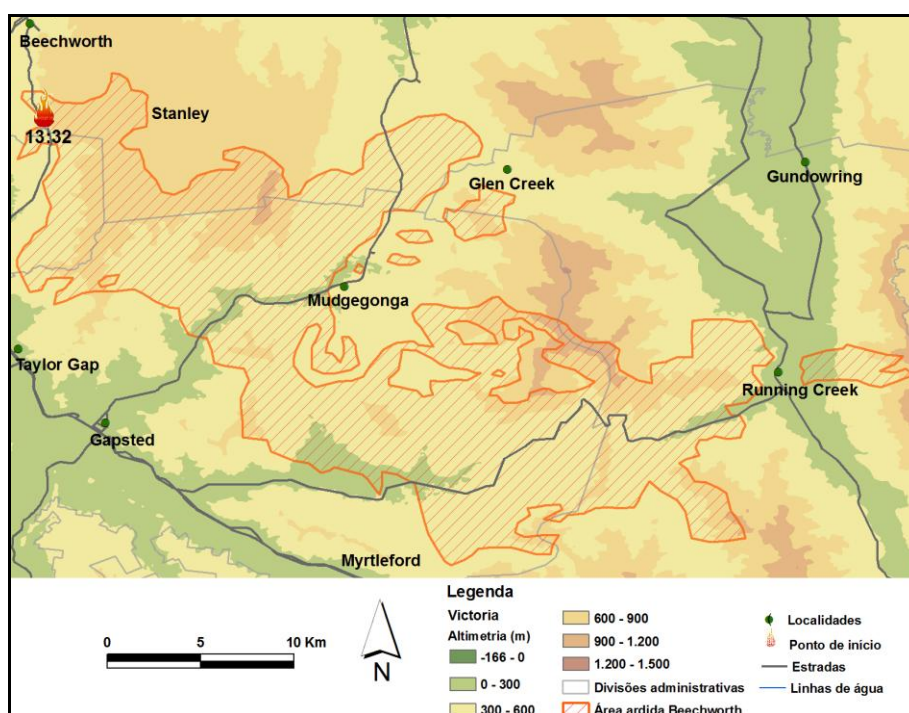 Beechworth
Stanley
13:32
Glen Creek
Gundowring
Mudgegonga
Taylor Gap
Running Creek
Gapsted
Myrtleford
0 5 10 Km
N
Legenda
Victoria
Altimetria (m)
-166 - 0
0 - 300
300 - 600
600 - 900
900 - 1.200
1.200 - 1.500
Divisões administrativas
Área ardida Beechworth
Localidades
Ponto de início
Estradas
Linhas de água